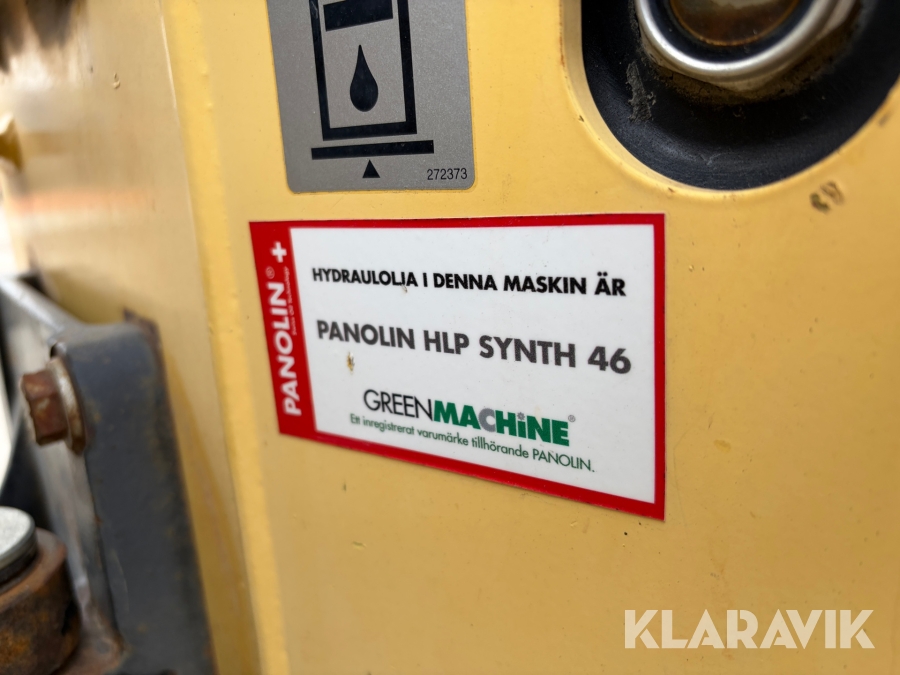 272373
PANOLIN®
HYDRAULOLJA I DENNA MASKIN ÄR
PANOLIN HLP SYNTH 46
GREENMACHINE®
Ett inregistrerat varumärke tillhörande PANOLIN.
KLARAVIK